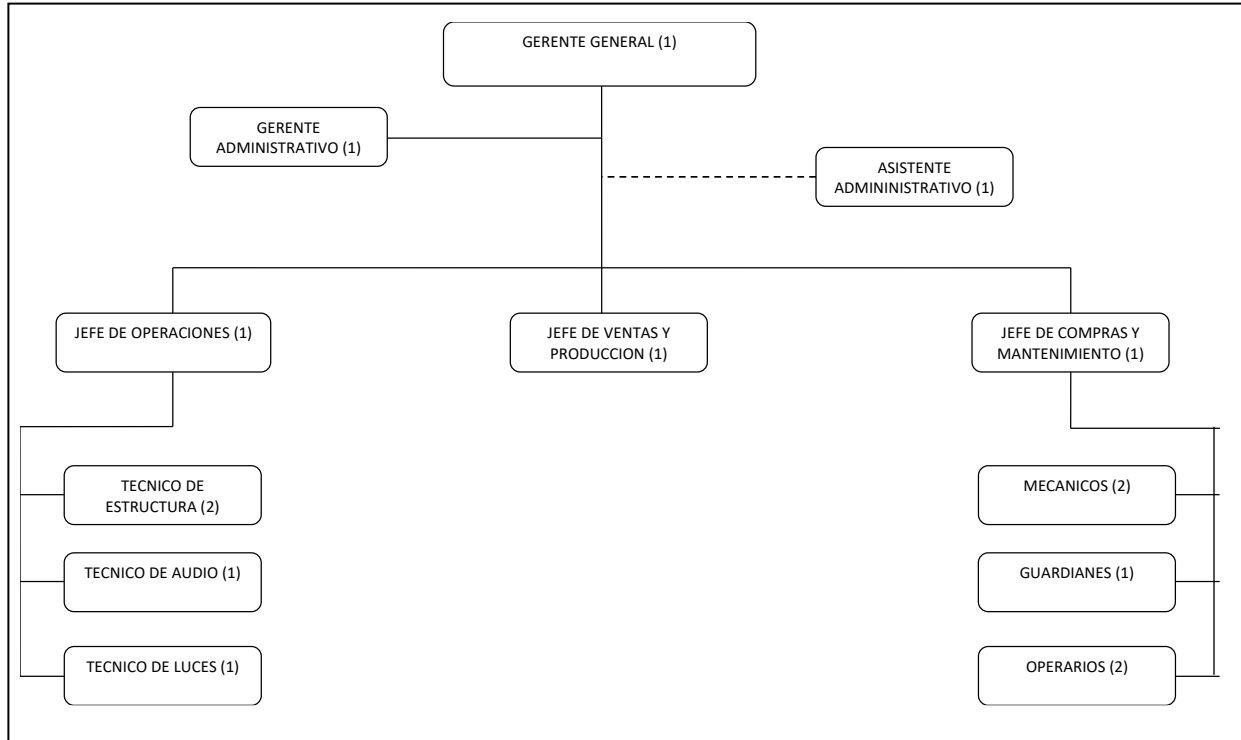 GERENTE GENERAL (1)
GERENTE
ADMINISTRATIVO (1)
ASISTENTE
ADMININISTRATIVO (1)
JEFE DE OPERACIONES (1)
JEFE DE VENTAS Y
PRODUCCION (1)
JEFE DE COMPRAS Y
MANTENIMIENTO (1)
TECNICO DE
ESTRUCTURA (2)
MECANICOS (2)
TECNICO DE AUDIO (1)
GUARDIANES (1)
TECNICO DE LUCES (1)
OPERARIOS (2)